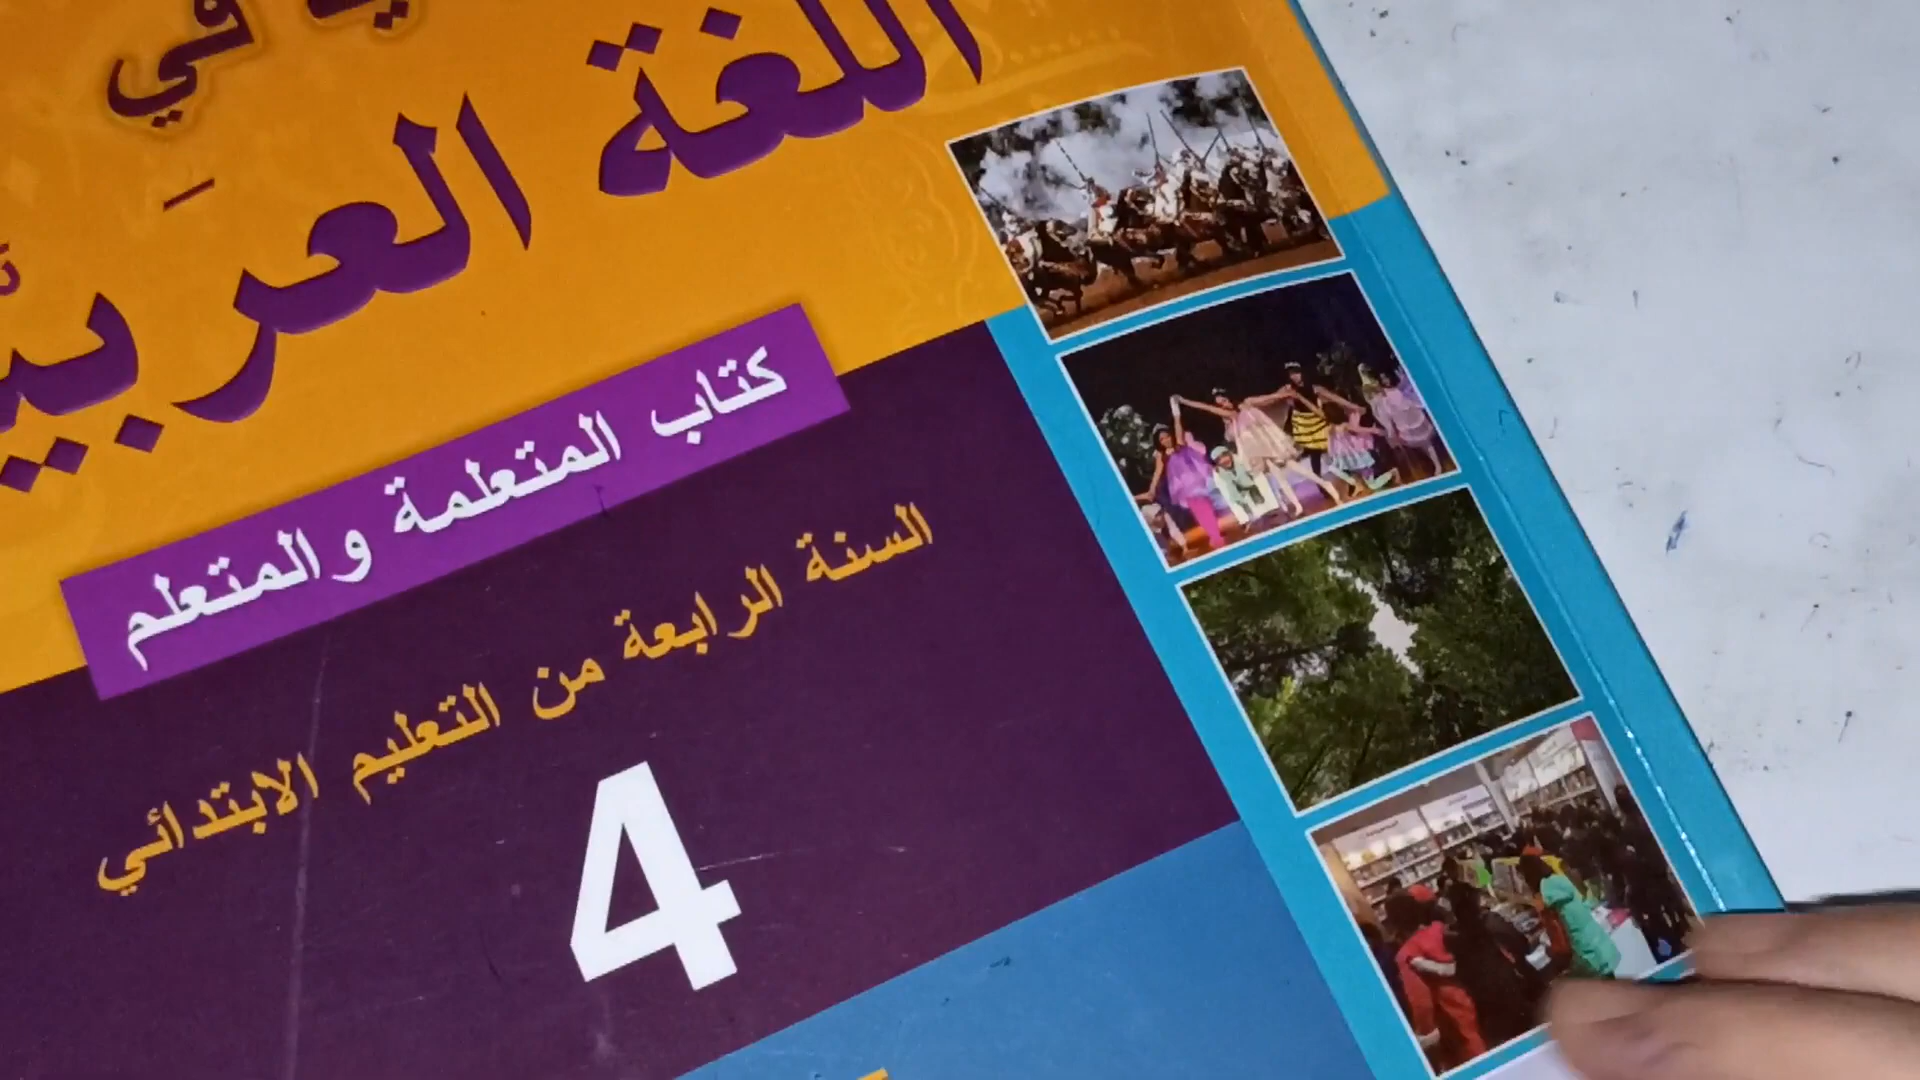 في
اللغة العربية
كتاب المتعلمة والمتعلم
السنة الرابعة من التعليم الابتدائي
4